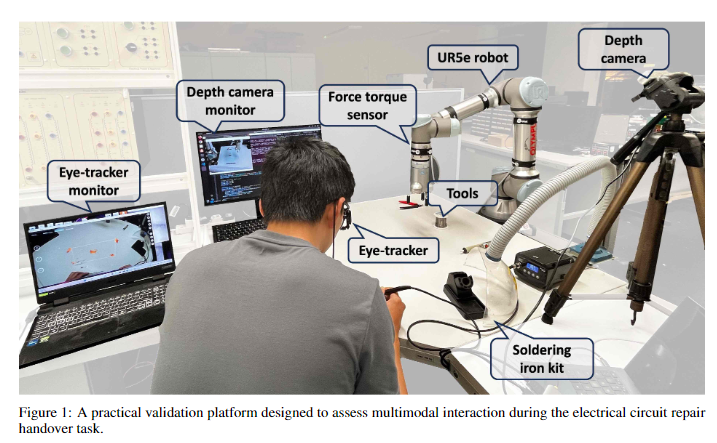 Depth
camera
UR5e robot
Depth camera
monitor
Force torque
sensor
Eye-tracker
monitor
Tools
Eye-tracker
Soldering
iron kit
Figure 1: A practical validation platform designed to assess multimodal interaction during the electrical circuit repair
handover task.